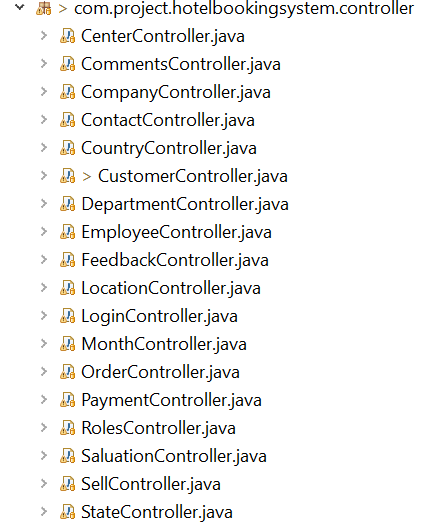 > com.project.hotelbookingsystem.controller
CenterController.java
CommentsController.java
CompanyController.java
ContactController.java
CountryController.java
> CustomerController.java
DepartmentController.java
EmployeeController.java
FeedbackController.java
LocationController.java
LoginController.java
MonthController.java
OrderController.java
PaymentController.java
RolesController.java
SaluationController.java
SellController.java
StateController.java